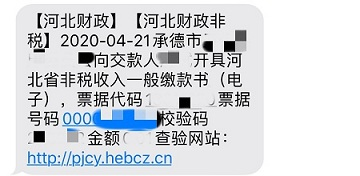 【河北财政】【河北财政非
税】2020-04-21承德市
向交款人 开具河
北省非税收入一般缴款书（电
子），票据代码1 票据
号码 000 校验码
金额 查验网站：
http://pjcy.hebcz.cn